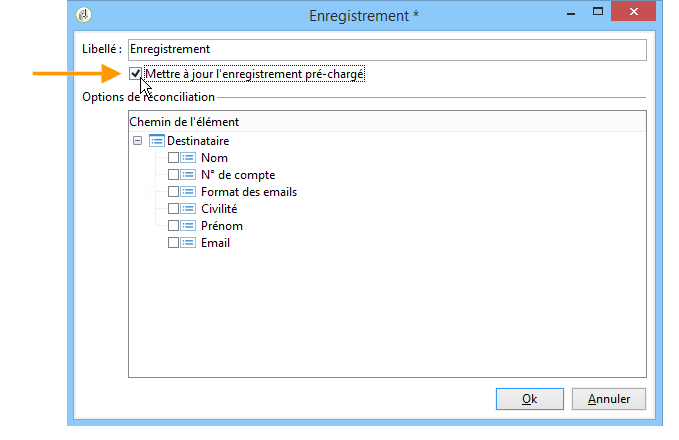 Enregistrement *
Libellé : Enregistrement
Mettre à jour l'enregistrement pré-chargé
Options de réconciliation
Chemin de l'élément
Destinataire
Nom
N° de compte
Format des emails
Civilité
Prénom
Email
Ok Annuler